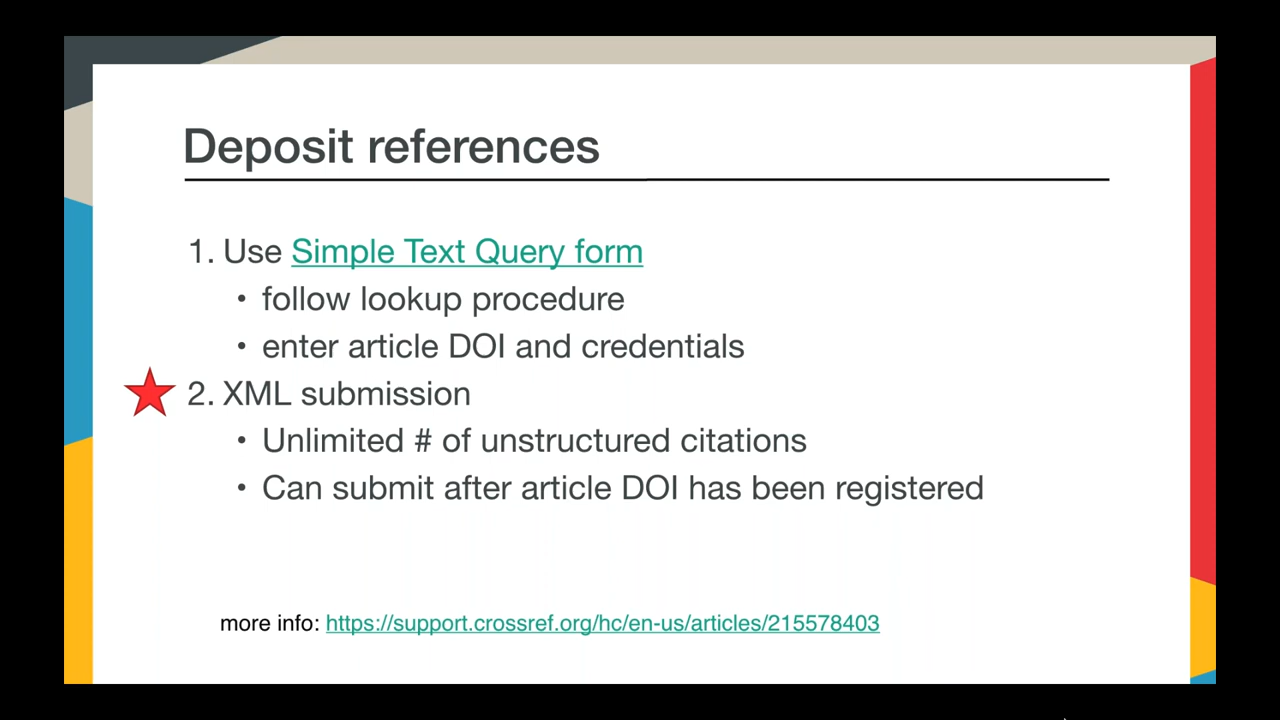 Deposit references
1. Use Simple Text Query form
• follow lookup procedure
• enter article DOI and credentials
2. XML submission
• Unlimited # of unstructured citations
• Can submit after article DOI has been registered
more info: https://support.crossref.org/hc/en-us/articles/215578403